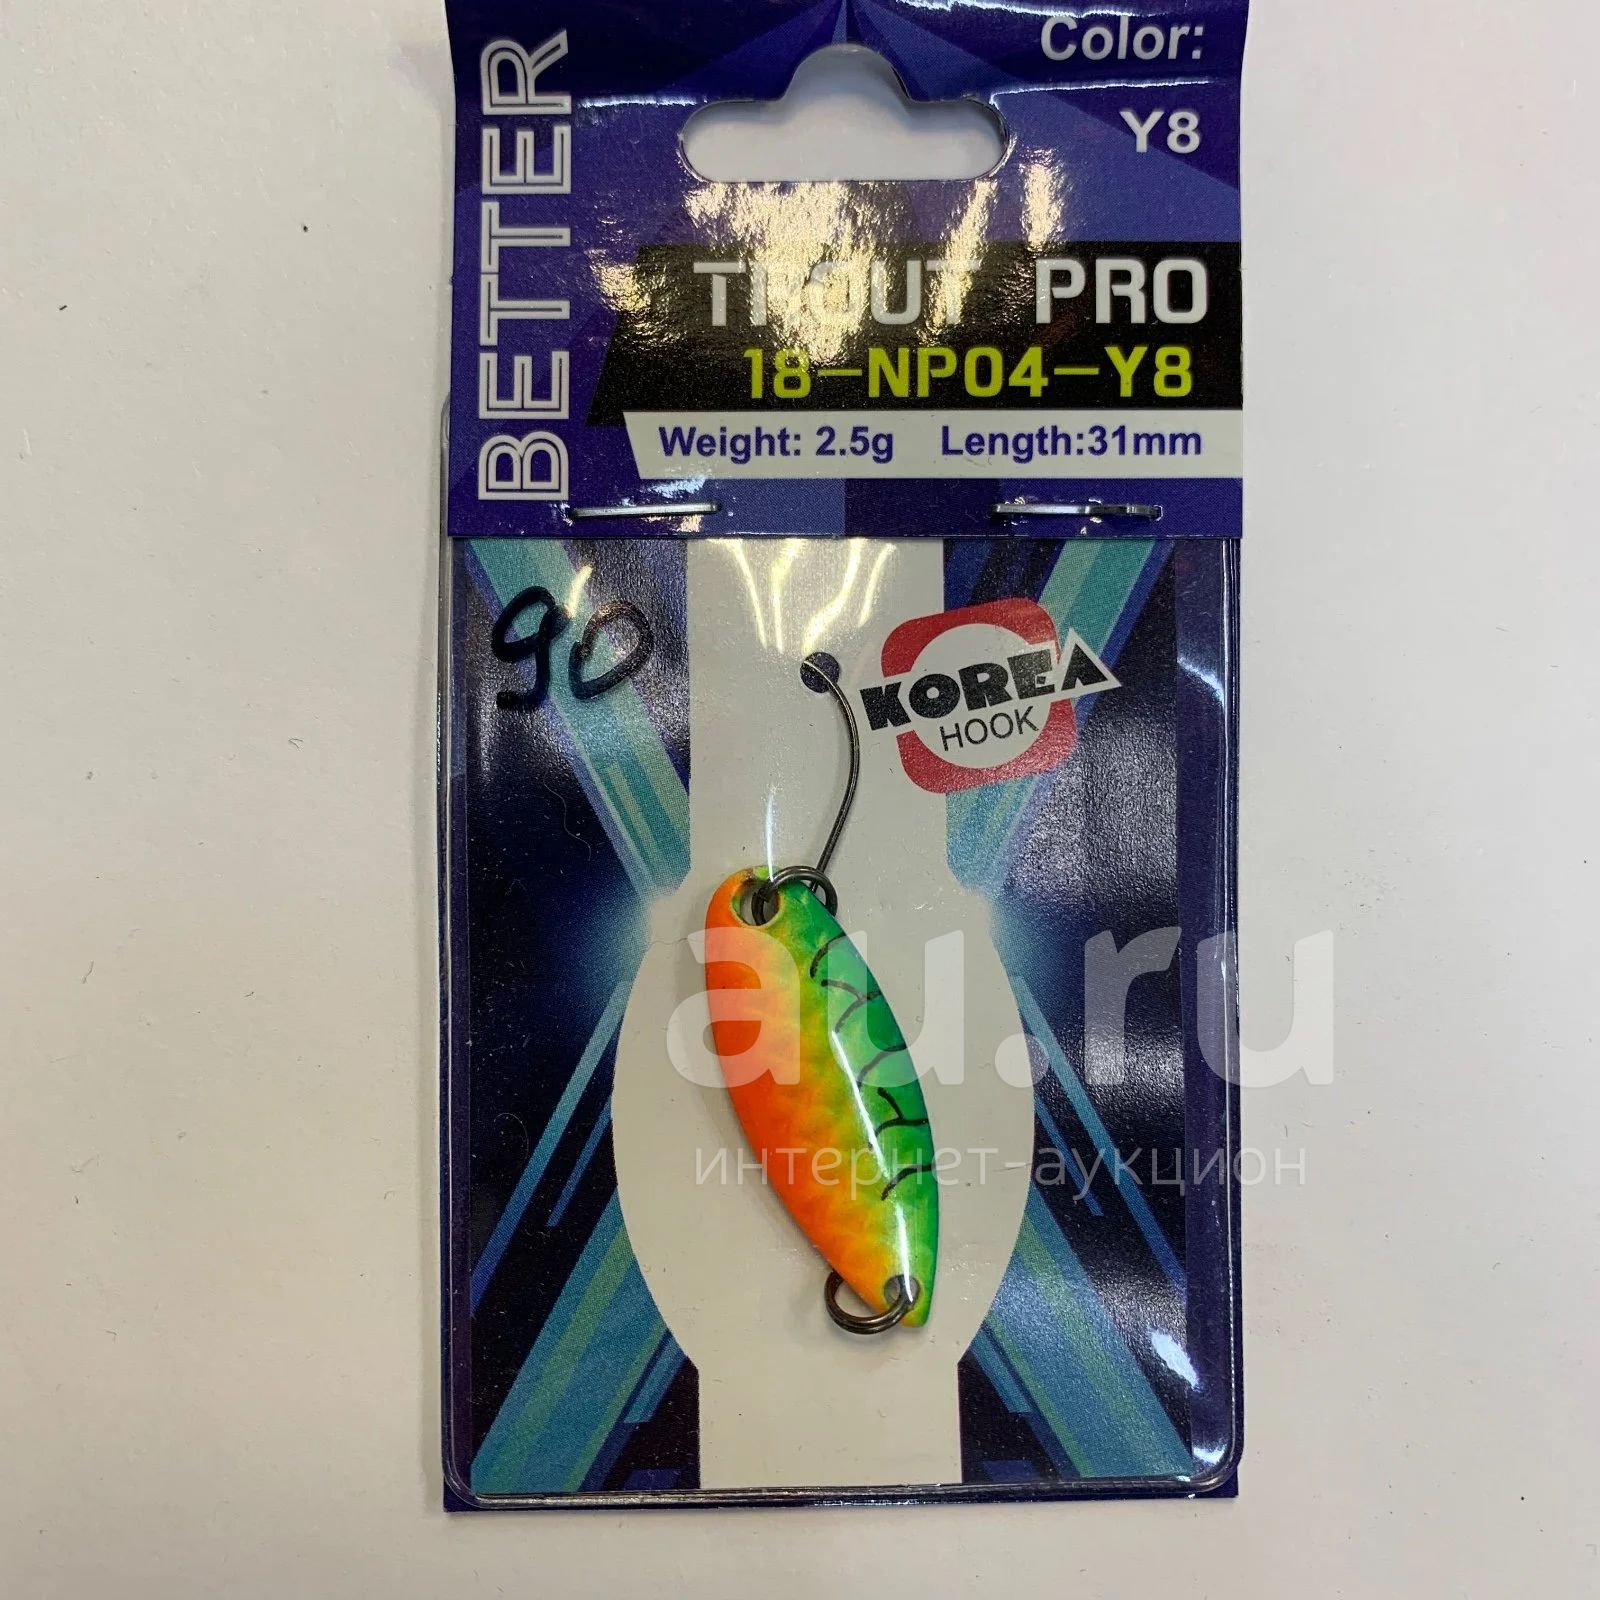 Color:
Y8
BETTER
TROUT PRO
18-NP04-Y8
Weight: 2.5g Length:31mm
90
KOREA
HOOK
au.ru
интернет-аукцион